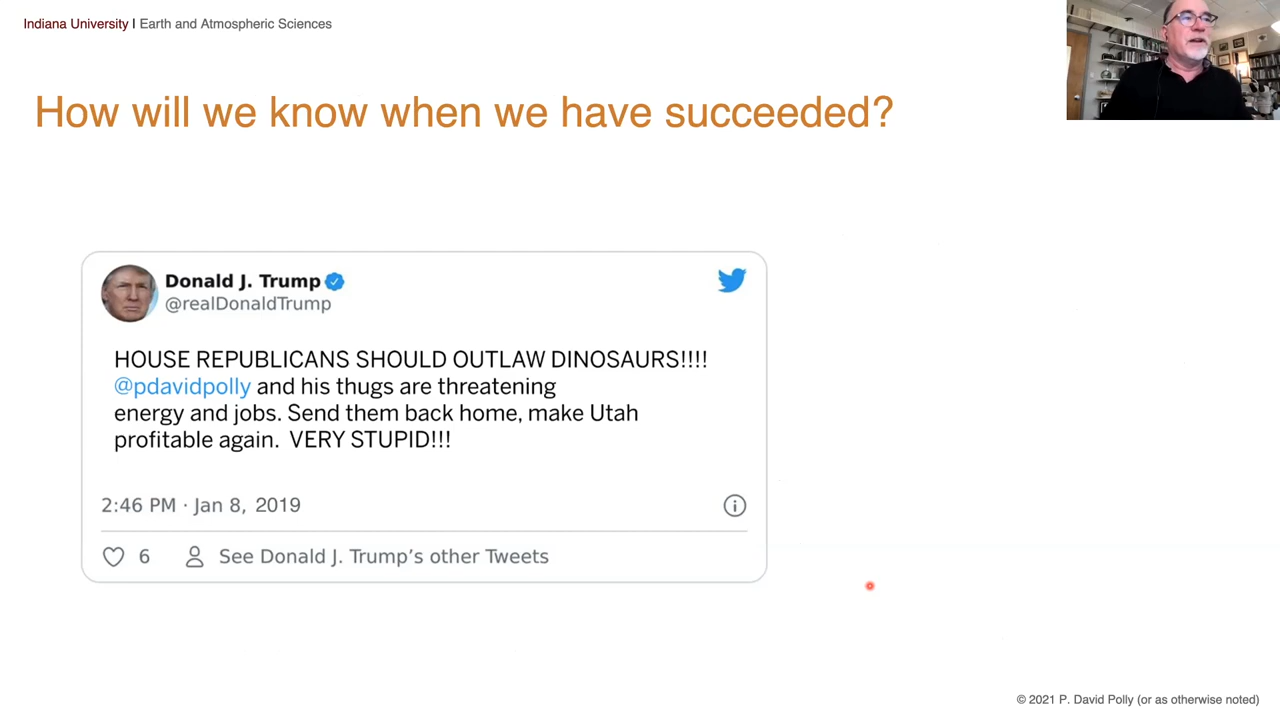 Indiana University | Earth and Atmospheric Sciences
How will we know when we have succeeded?
Donald J. Trump
@realDonaldTrump
HOUSE REPUBLICANS SHOULD OUTLAW DINOSAURS!!!!
@pdavidpolly and his thugs are threatening
energy and jobs. Send them back home, make Utah
profitable again. VERY STUPID!!!
2:46 PM · Jan 8, 2019
6 See Donald J. Trump’s other Tweets
© 2021 P. David Polly (or as otherwise noted)